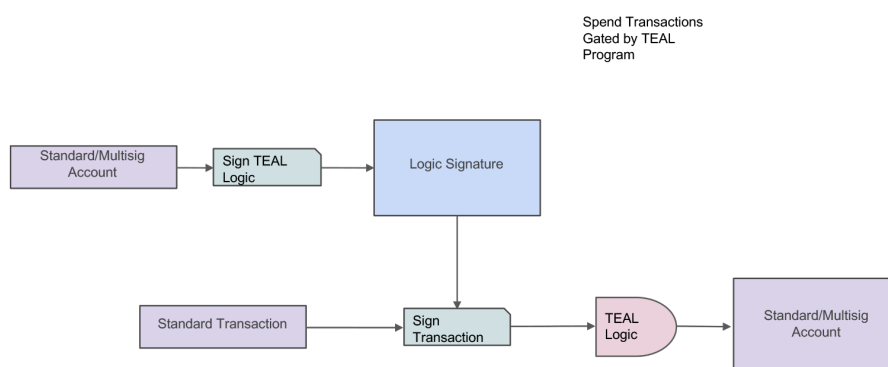 Spend Transactions
Gated by TEAL
Program
Standard/Multisig
Account
Sign TEAL
Logic
Logic Signature
Standard Transaction
Sign
Transaction
TEAL
Logic
Standard/Multisig
Account